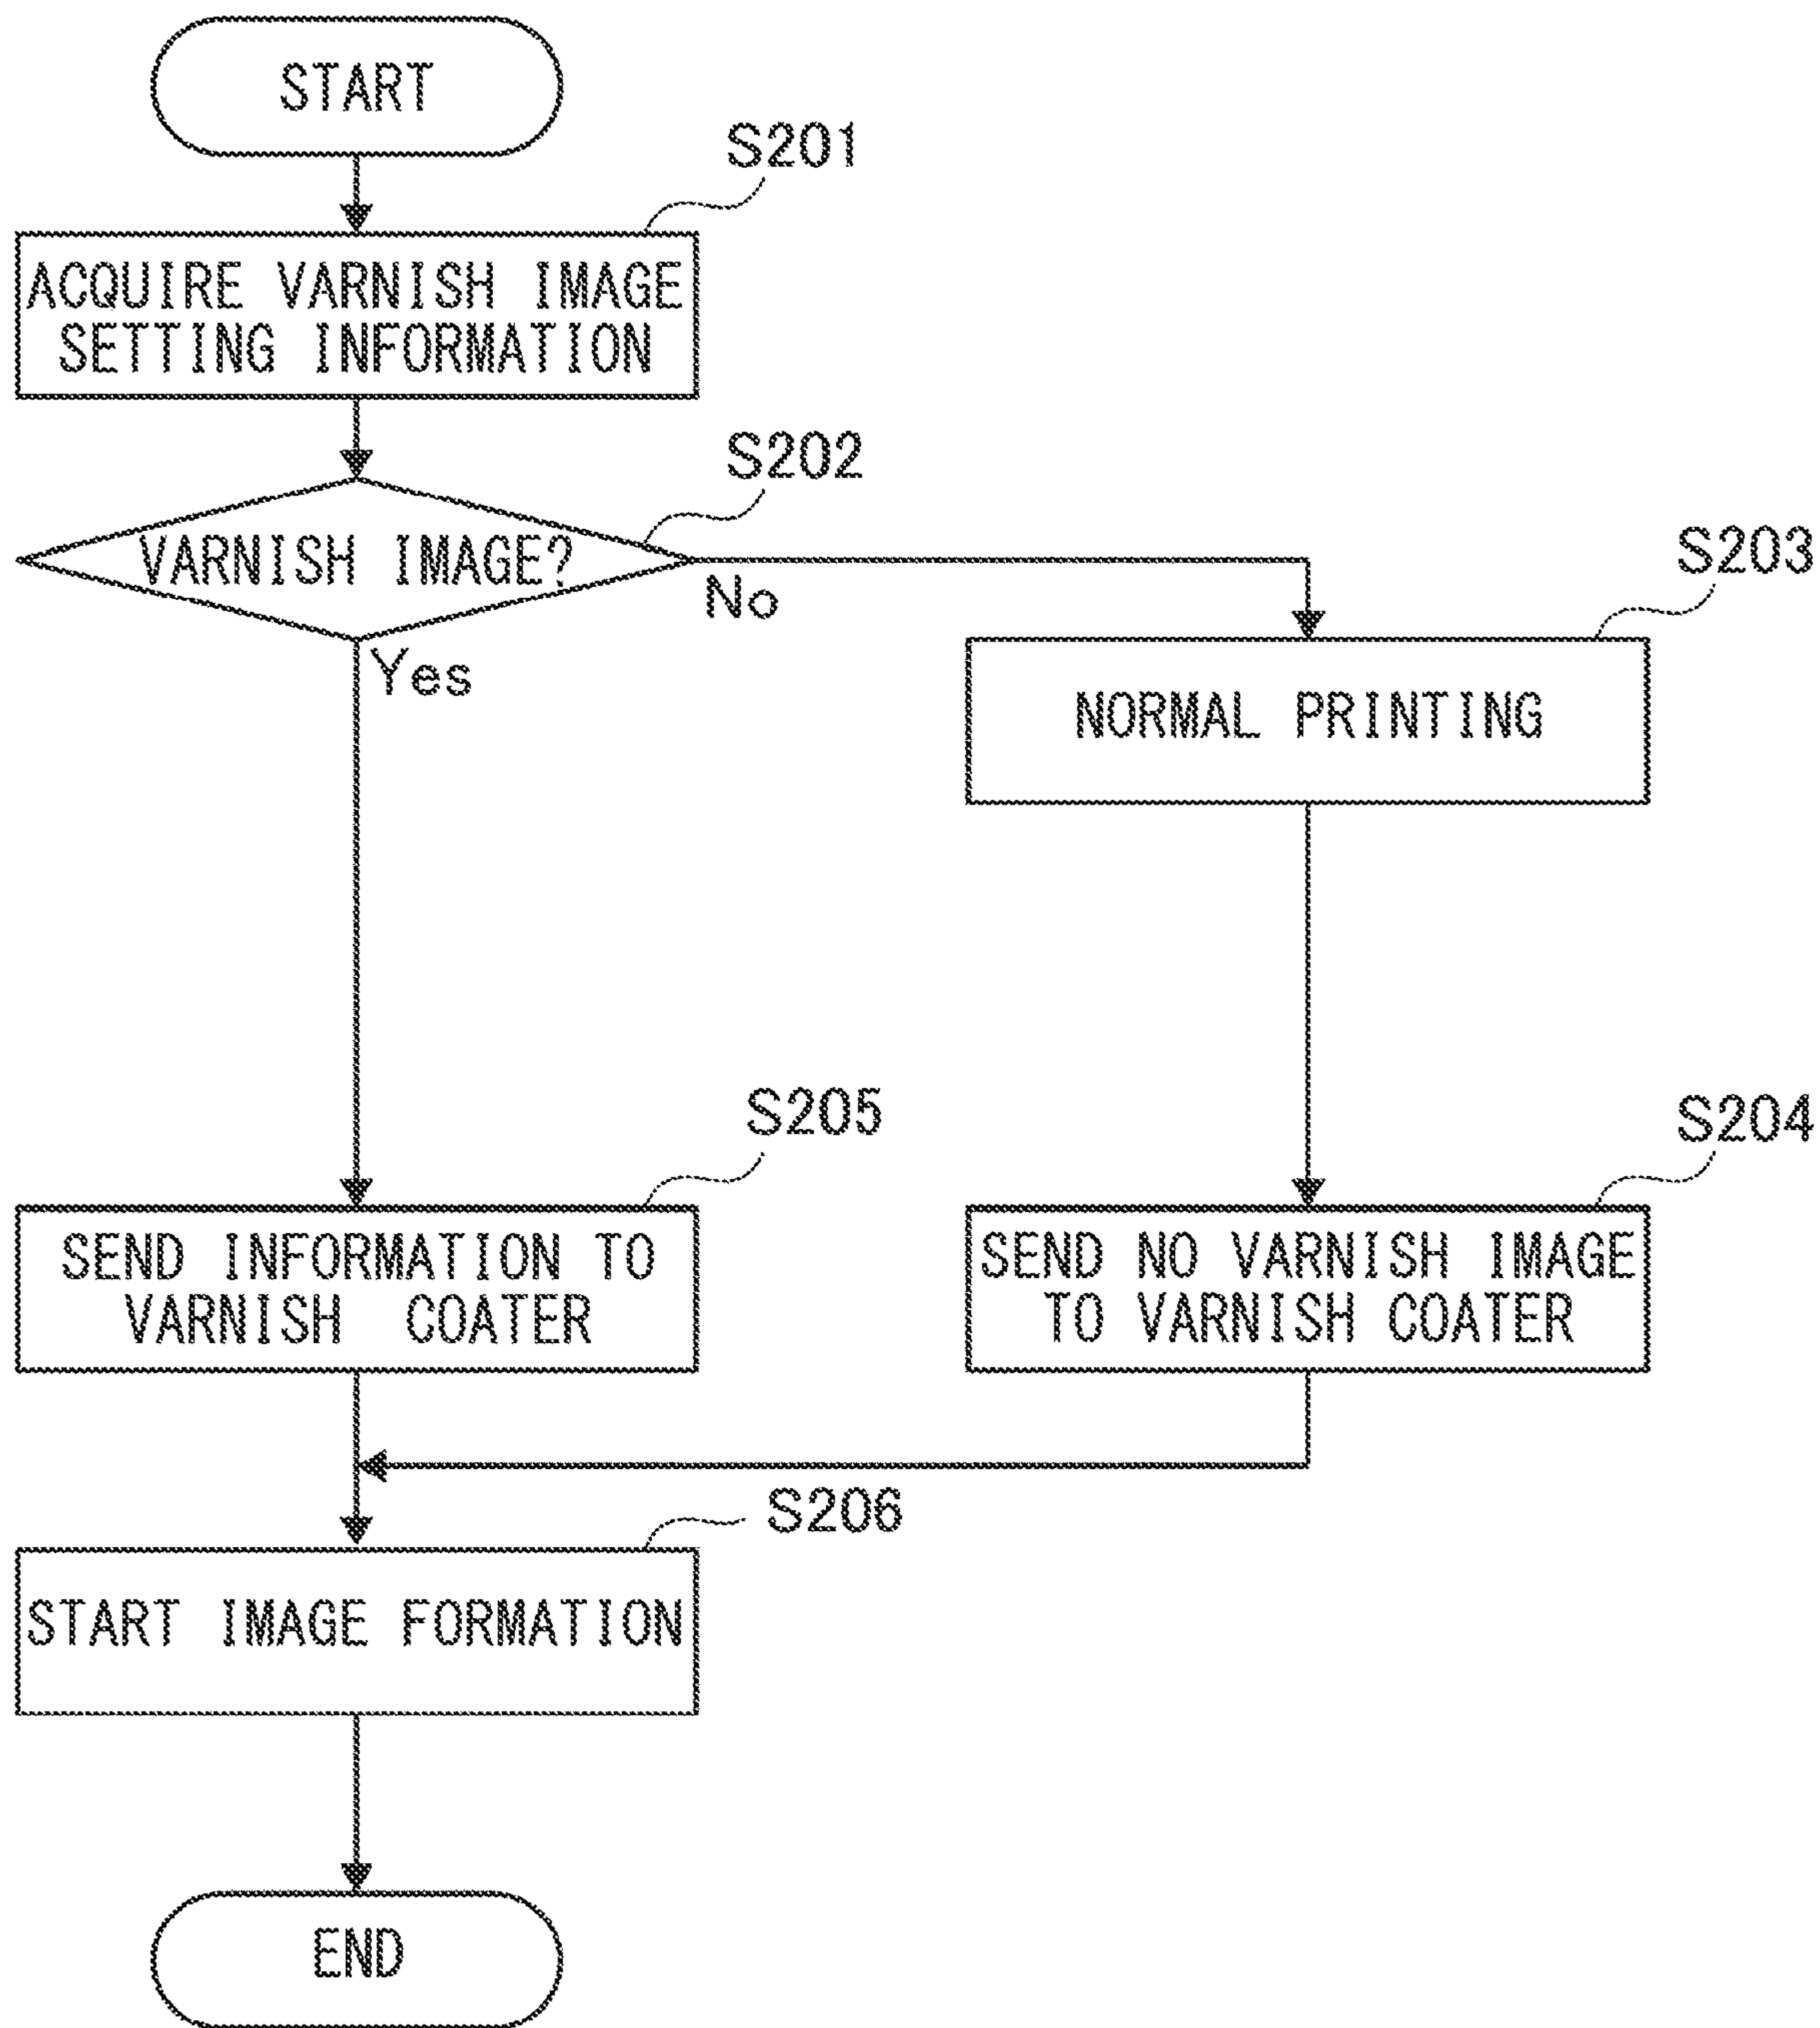 START
S201
ACQUIRE VARNISH IMAGE
SETTING INFORMATION
S202
VARNISH IMAGE?
No
Yes
S203
NORMAL PRINTING
S205
SEND INFORMATION TO
VARNISH COATER
S204
SEND NO VARNISH IMAGE
TO VARNISH COATER
S206
START IMAGE FORMATION
END